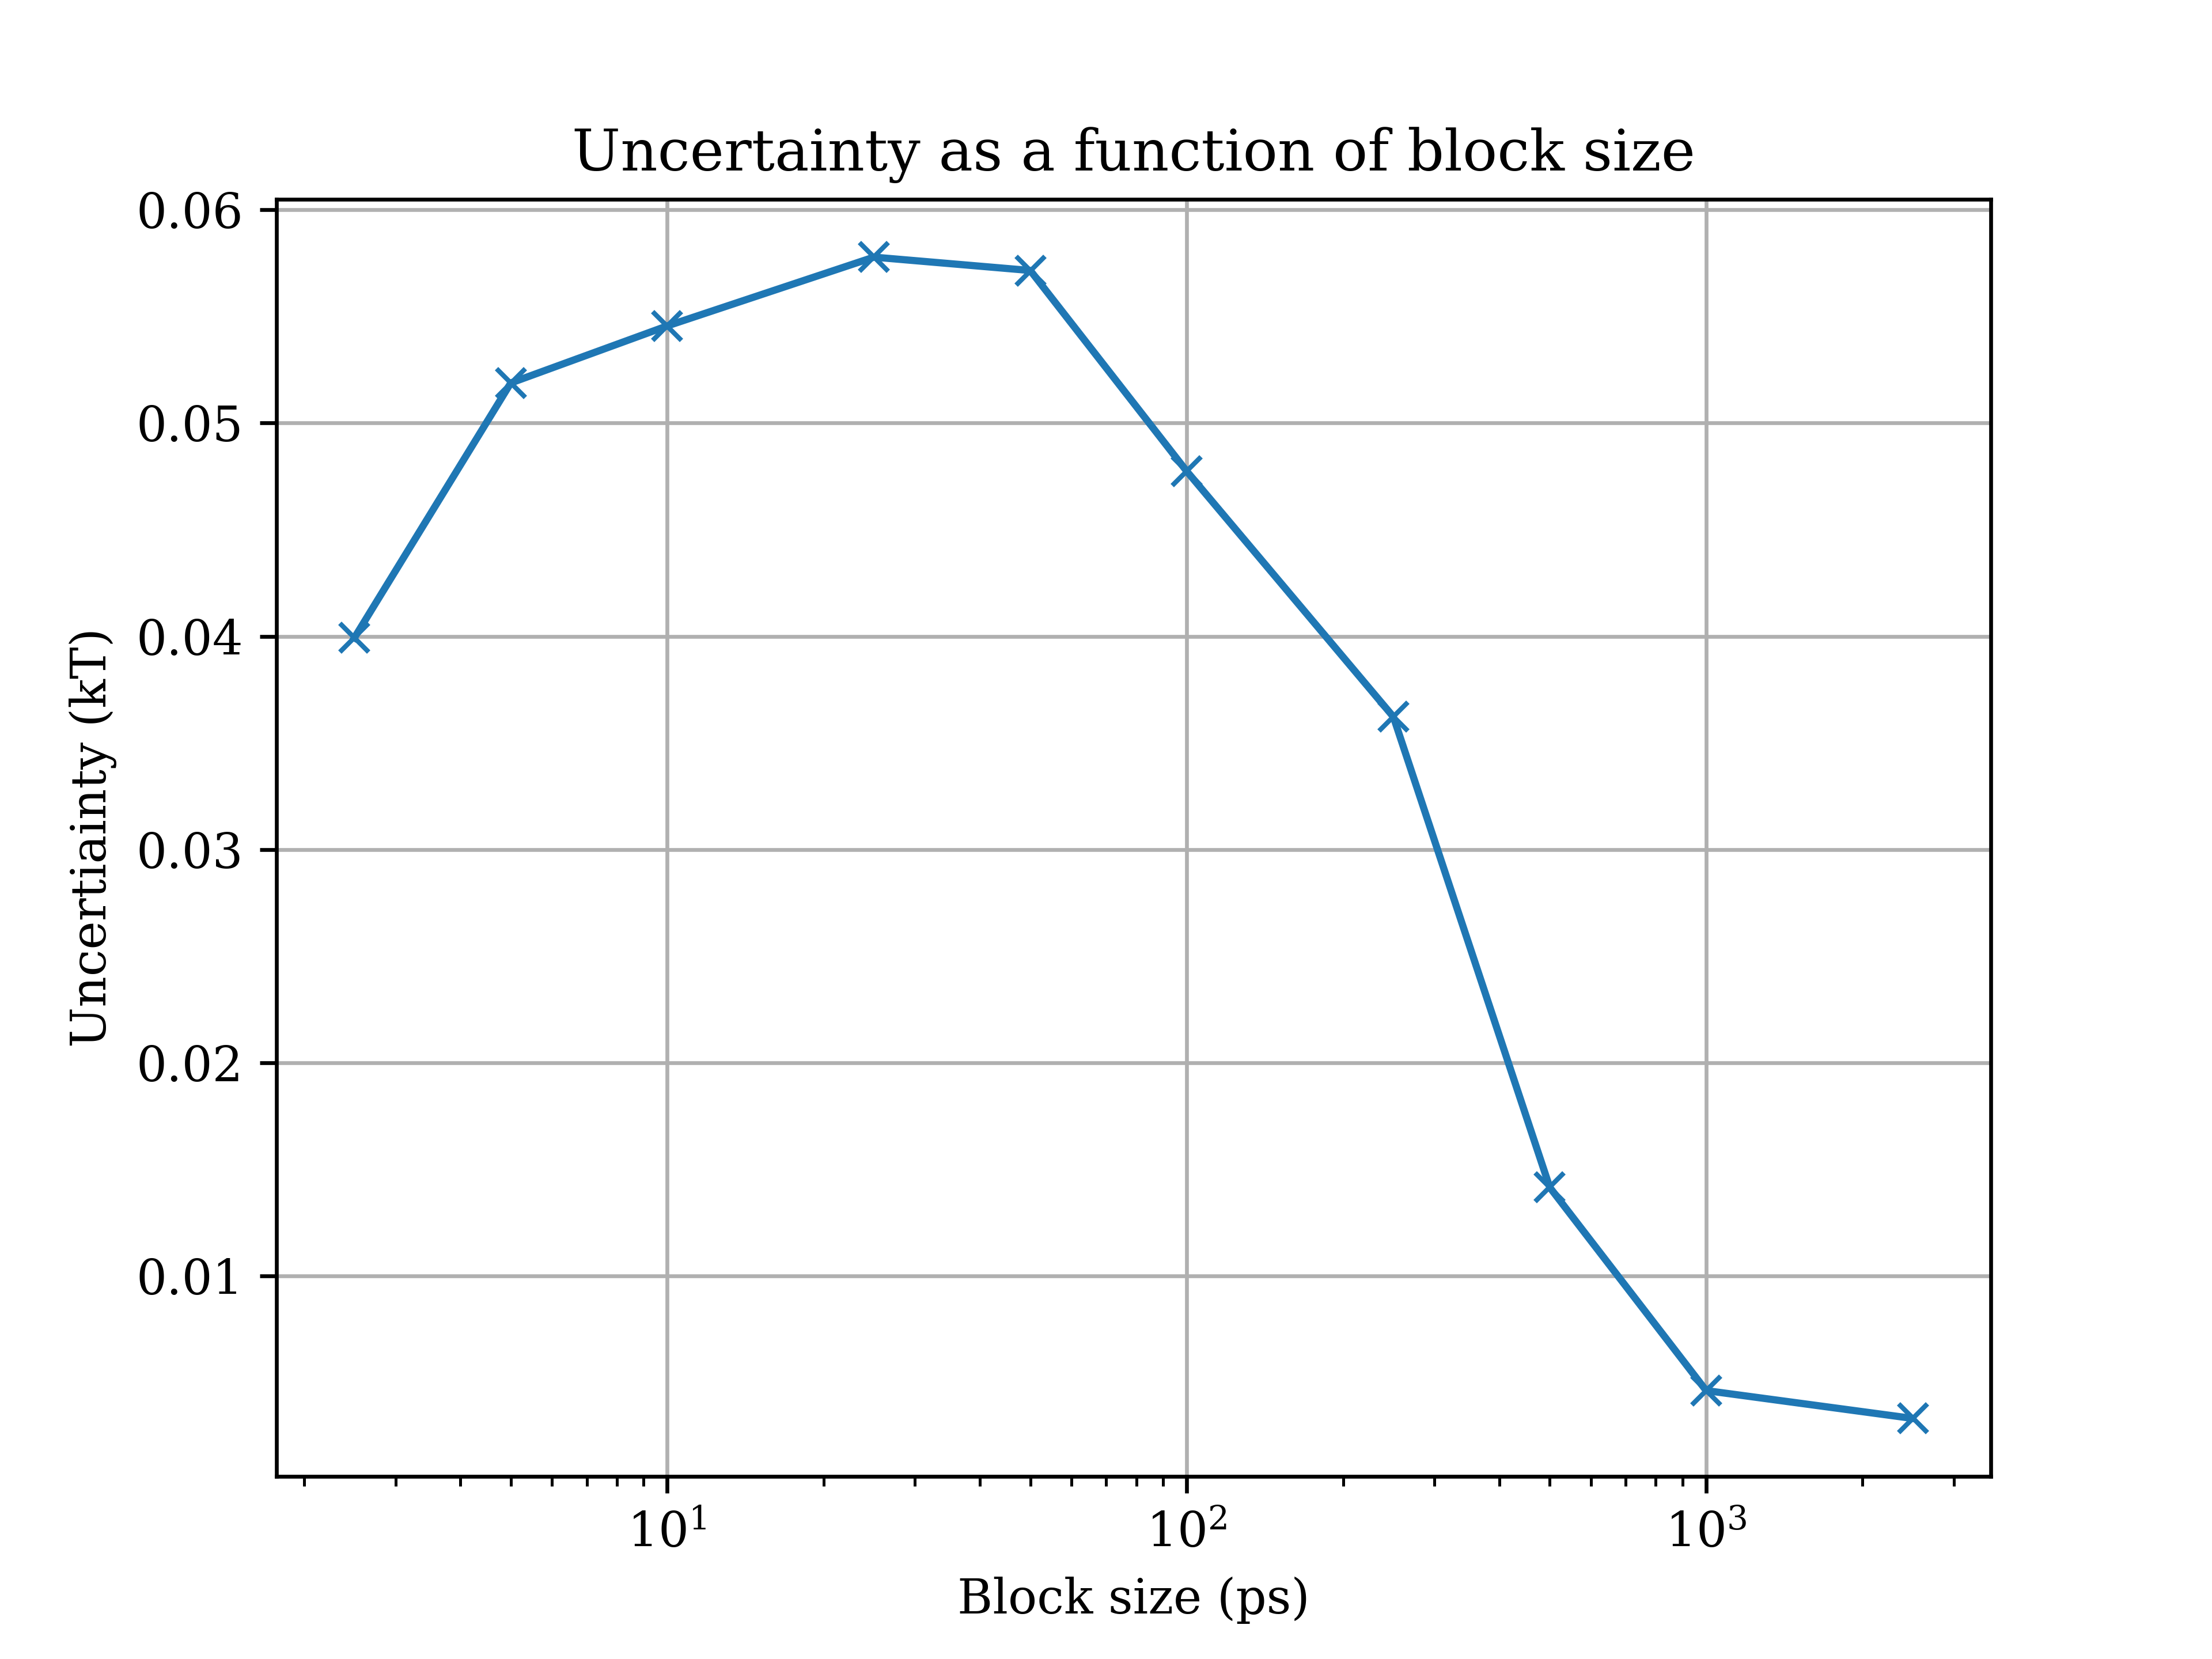 Uncertainty as a function of block size
0.06
0.05
0.04
0.03
0.02
0.01
Uncertiainty (kT)
10¹ 10² 10³
Block size (ps)